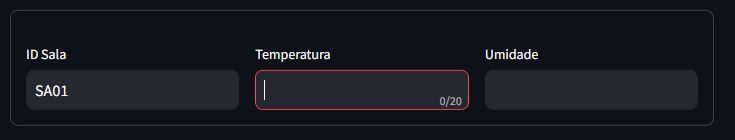 ID Sala
Temperatura
Umidade
SA01
0/20